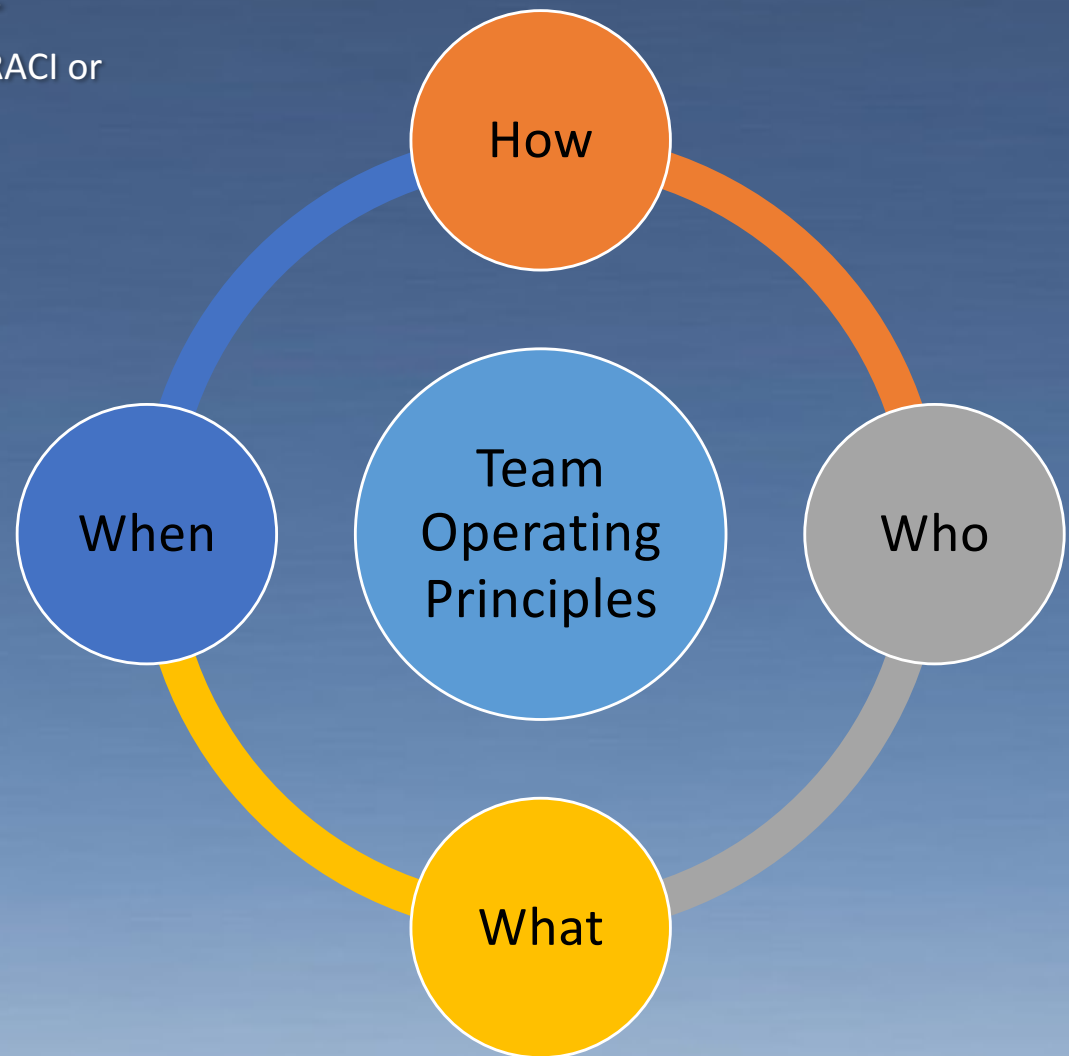 RACI or
How
When
Team
Operating
Principles
Who
What